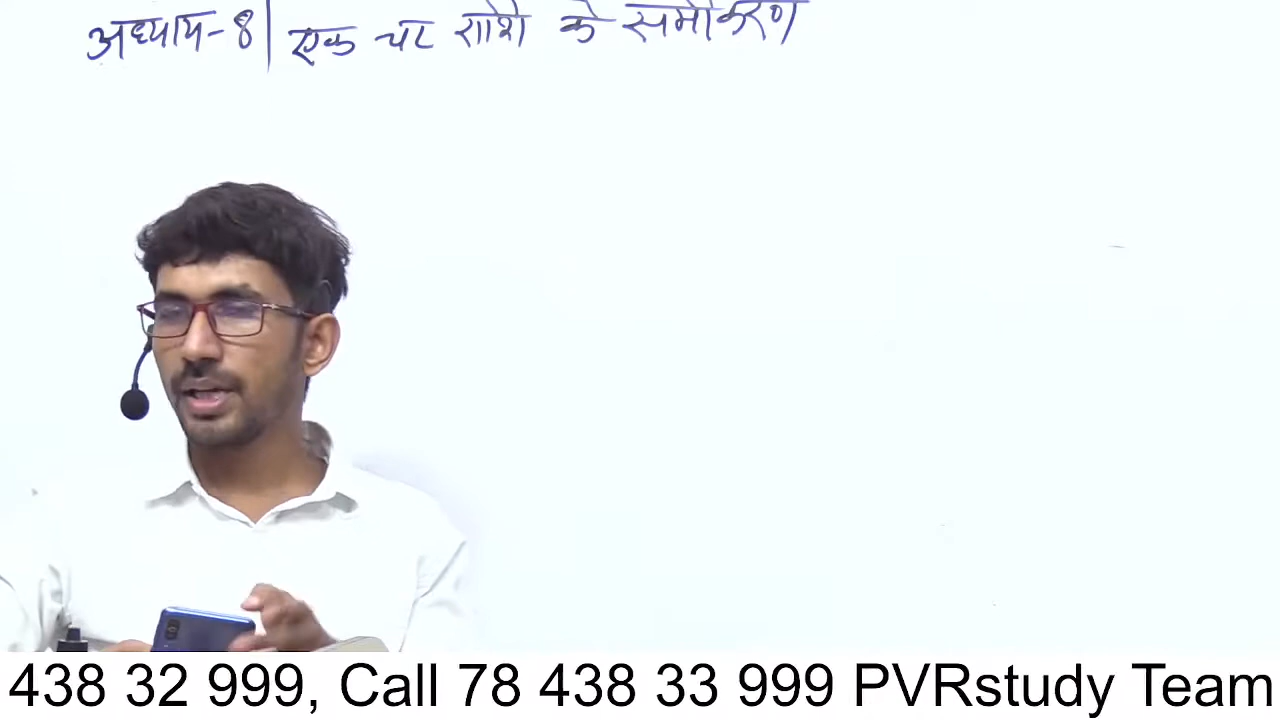 अध्याय-8| एक चर राशि के समीकरण
438 32 999, Call 78 438 33 999 PVRstudy Team